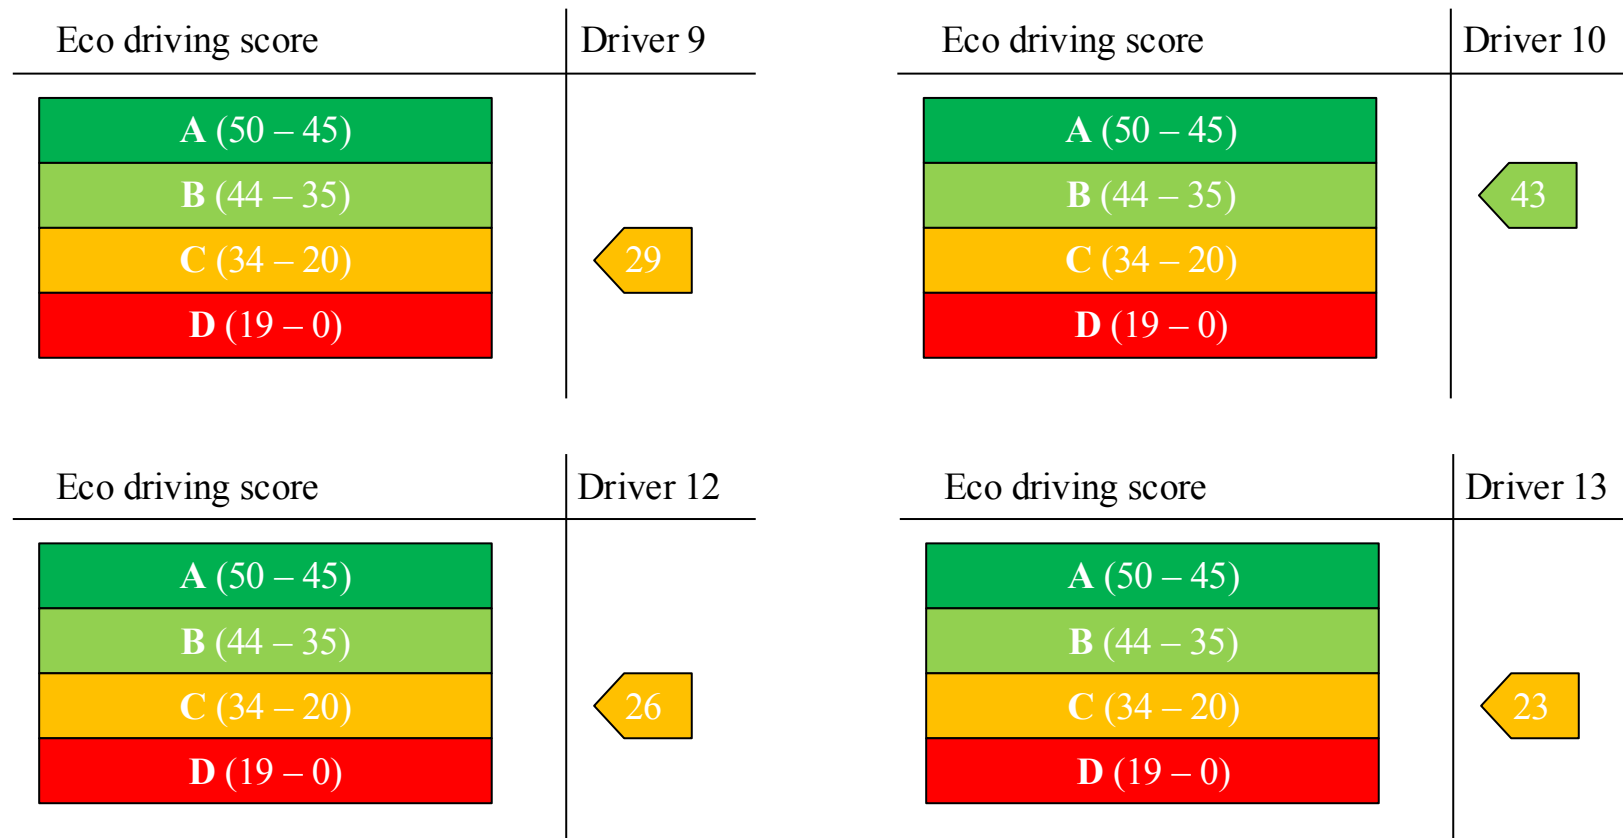 Eco driving score Driver 9
A (50 – 45)
B (44 – 35)
C (34 – 20) 29
D (19 – 0)
Eco driving score Driver 10
A (50 – 45)
B (44 – 35) 43
C (34 – 20)
D (19 – 0)
Eco driving score Driver 12
A (50 – 45)
B (44 – 35)
C (34 – 20) 26
D (19 – 0)
Eco driving score Driver 13
A (50 – 45)
B (44 – 35)
C (34 – 20) 23
D (19 – 0)